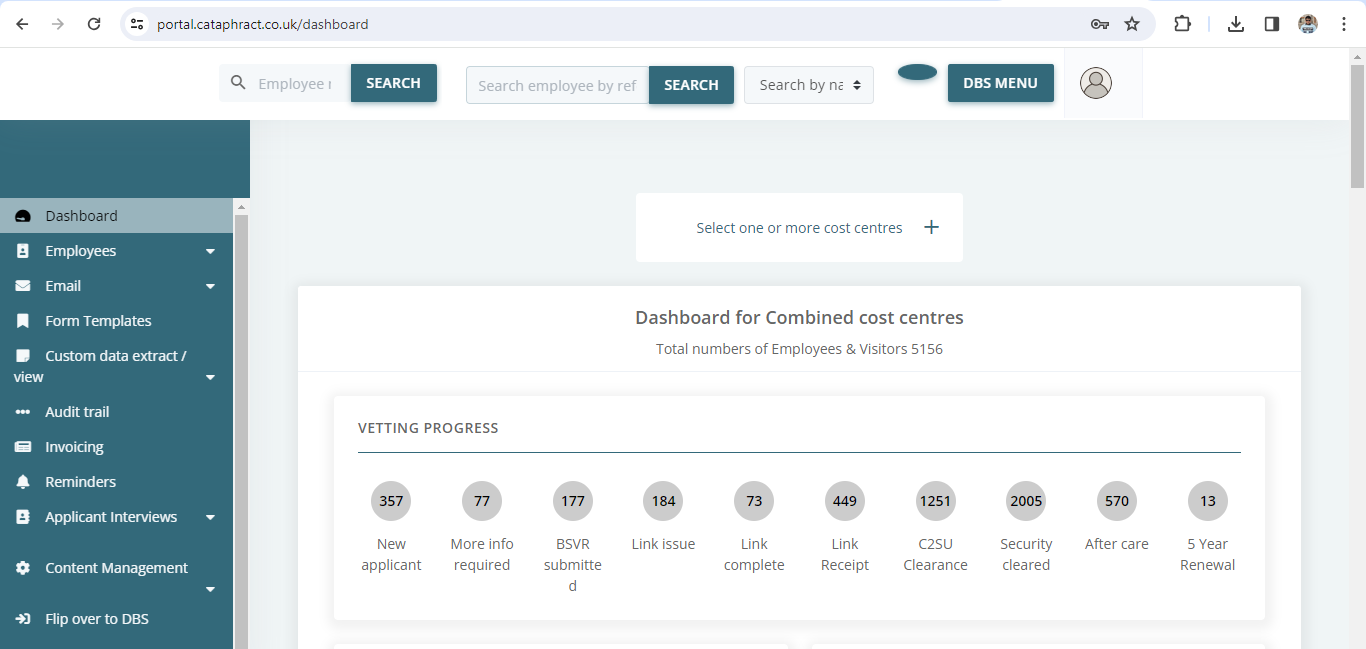 portal.cataphract.co.uk/dashboard
Employee r
SEARCH
Search employee by ref
SEARCH
Search by na
DBS MENU
Dashboard
Employees
Email
Form Templates
Custom data extract /
view
Audit trail
Invoicing
Reminders
Applicant Interviews
Content Management
Flip over to DBS
Select one or more cost centres
Dashboard for Combined cost centres
Total numbers of Employees & Visitors 5156
VETTING PROGRESS
357
New
applicant
77
More info
required
177
BSVR
submitte
d
184
Link issue
73
Link
complete
449
Link
Receipt
1251
C2SU
Clearance
2005
Security
cleared
570
After care
13
5 Year
Renewal